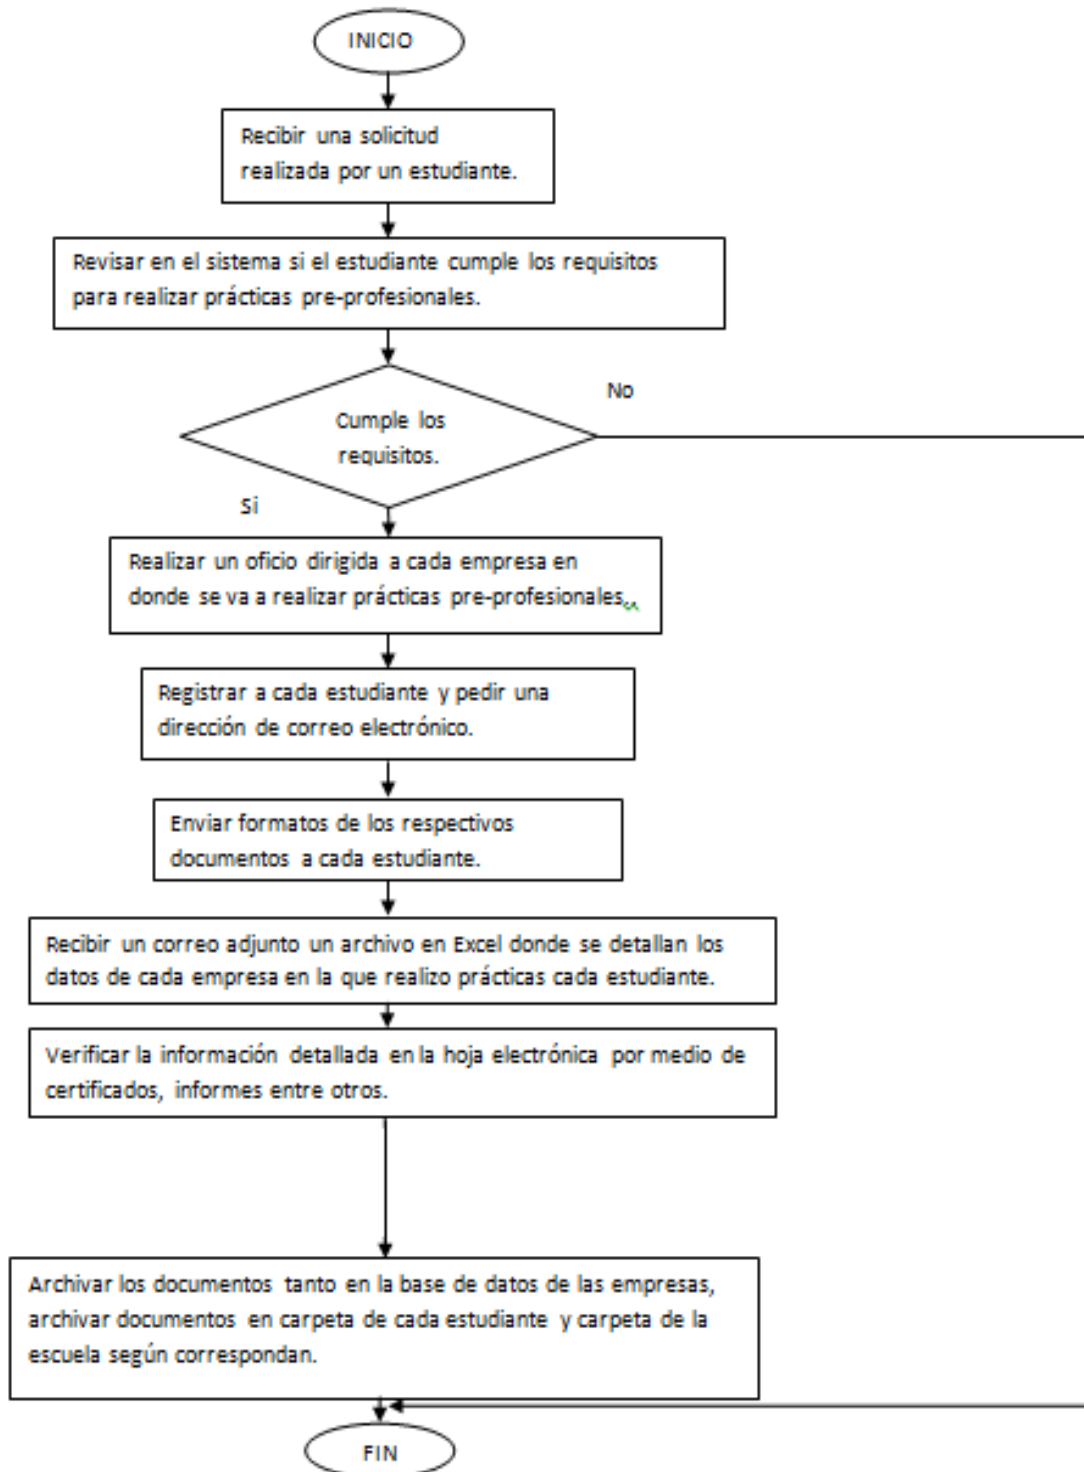 INICIO
Recibir una solicitud
realizada por un estudiante.
Revisar en el sistema si el estudiante cumple los requisitos
para realizar prácticas pre-profesionales.
No
Cumple los
requisitos.
Si
Realizar un oficio dirigida a cada empresa en
donde se va a realizar prácticas pre-profesionales.
Registrar a cada estudiante y pedir una
dirección de correo electrónico.
Enviar formatos de los respectivos
documentos a cada estudiante.
Recibir un correo adjunto un archivo en Excel donde se detallan los
datos de cada empresa en la que realizo prácticas cada estudiante.
Verificar la información detallada en la hoja electrónica por medio de
certificados, informes entre otros.
Archivar los documentos tanto en la base de datos de las empresas,
archivar documentos en carpeta de cada estudiante y carpeta de la
escuela según correspondan.
FIN